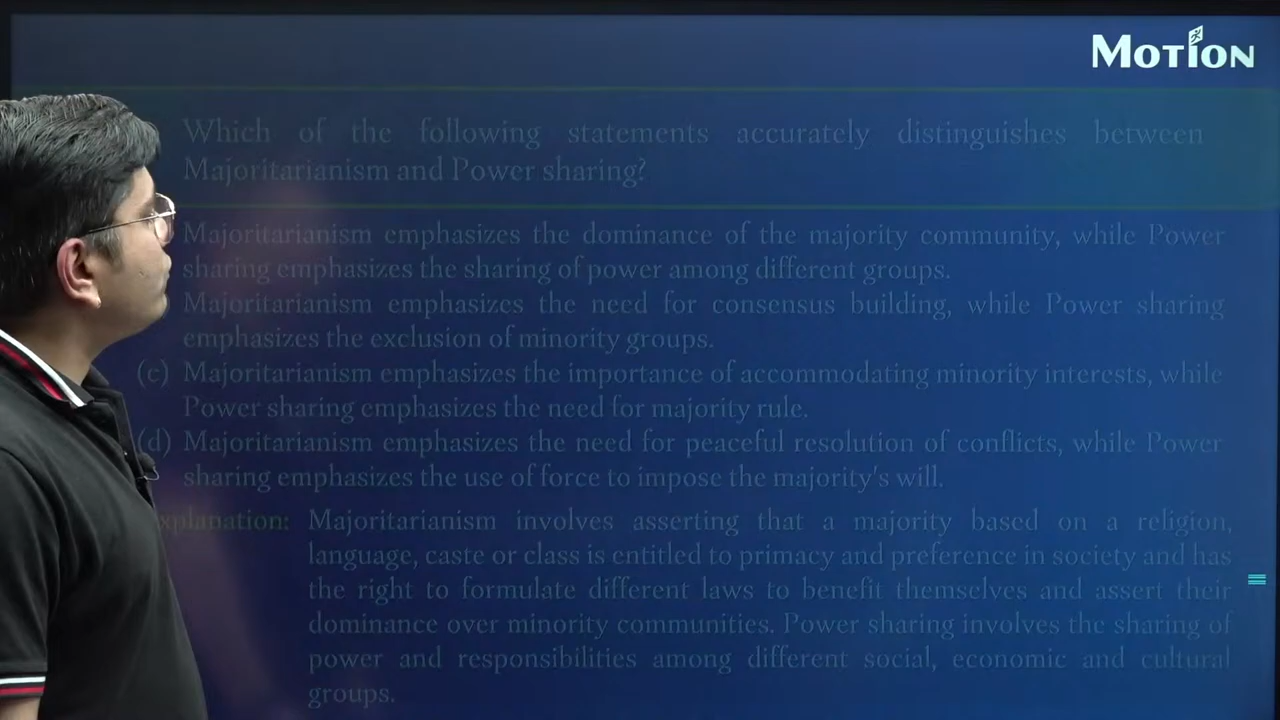 MOTION
Which of the following statements accurately distinguishes between
Majoritarianism and Power sharing?
Majoritarianism emphasizes the dominance of the majority community, while Power
sharing emphasizes the sharing of power among different groups.
Majoritarianism emphasizes the need for consensus building, while Power sharing
emphasizes the exclusion of minority groups.
(c) Majoritarianism emphasizes the importance of accommodating minority interests, while
Power sharing emphasizes the need for majority rule.
(d) Majoritarianism emphasizes the need for peaceful resolution of conflicts, while Power
sharing emphasizes the use of force to impose the majority's will.
xplanation: Majoritarianism involves asserting that a majority based on a religion,
language, caste or class is entitled to primacy and preference in society and has
the right to formulate different laws to benefit themselves and assert their
dominance over minority communities. Power sharing involves the sharing of
power and responsibilities among different social, economic and cultural
groups.